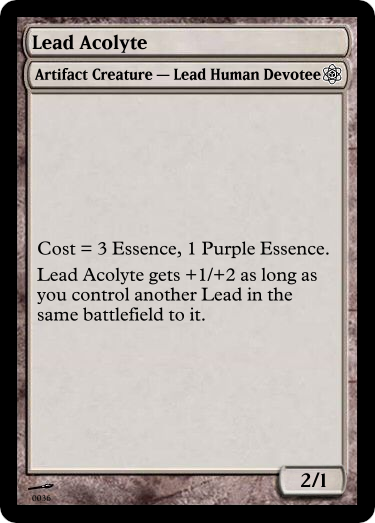 Lead Acolyte
Artifact Creature — Lead Human Devotee
Cost = 3 Essence, 1 Purple Essence.
Lead Acolyte gets +1/+2 as long as
you control another Lead in the
same battlefield to it.
2/1
0036